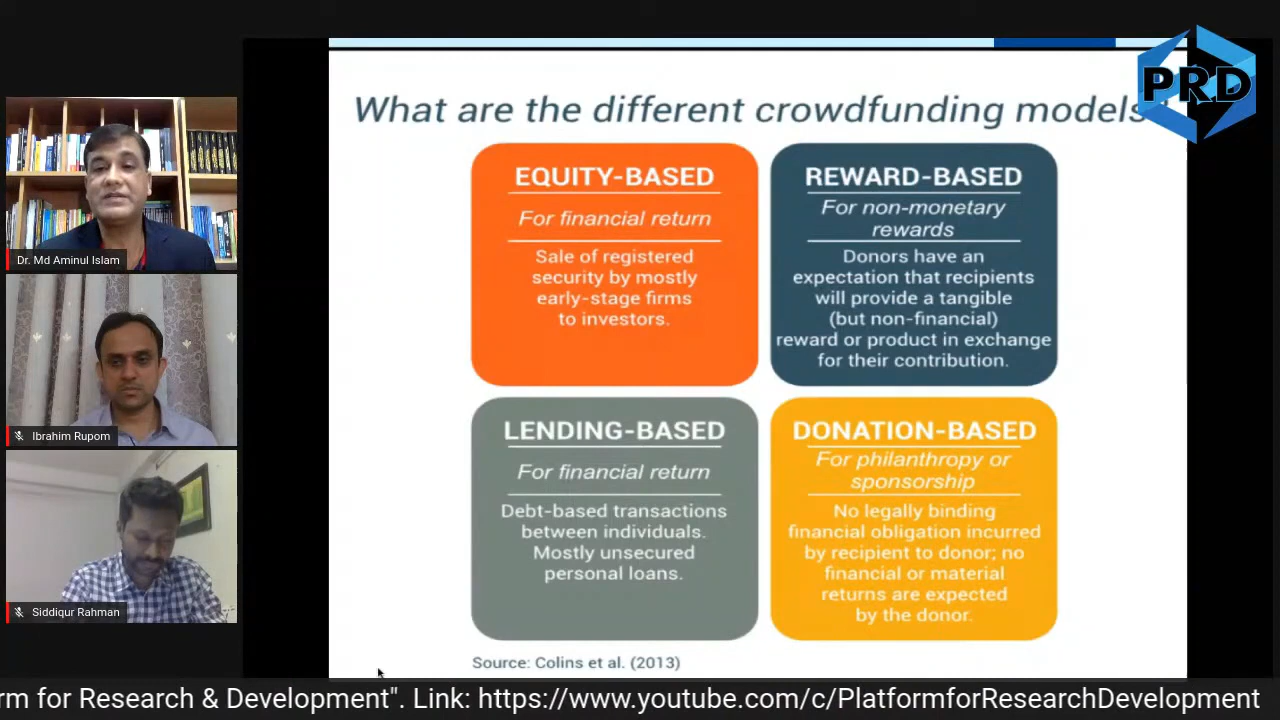 What are the different crowdfunding models
PRD
EQUITY-BASED
For financial return
Sale of registered
security by mostly
early-stage firms
to investors.
REWARD-BASED
For non-monetary
rewards
Donors have an
expectation that recipients
will provide a tangible
(but non-financial)
reward or product in exchange
for their contribution.
LENDING-BASED
For financial return
Debt-based transactions
between individuals.
Mostly unsecured
personal loans.
DONATION-BASED
For philanthropy or
sponsorship
No legally binding
financial obligation incurred
by recipient to donor; no
financial or material
returns are expected
by the donor.
Source: Colins et al. (2013)
Dr. Md Aminul Islam
Ibrahim Rupom
Siddiqur Rahman
rm for Research & Development". Link: https://www.youtube.com/c/PlatformforResearchDevelopment